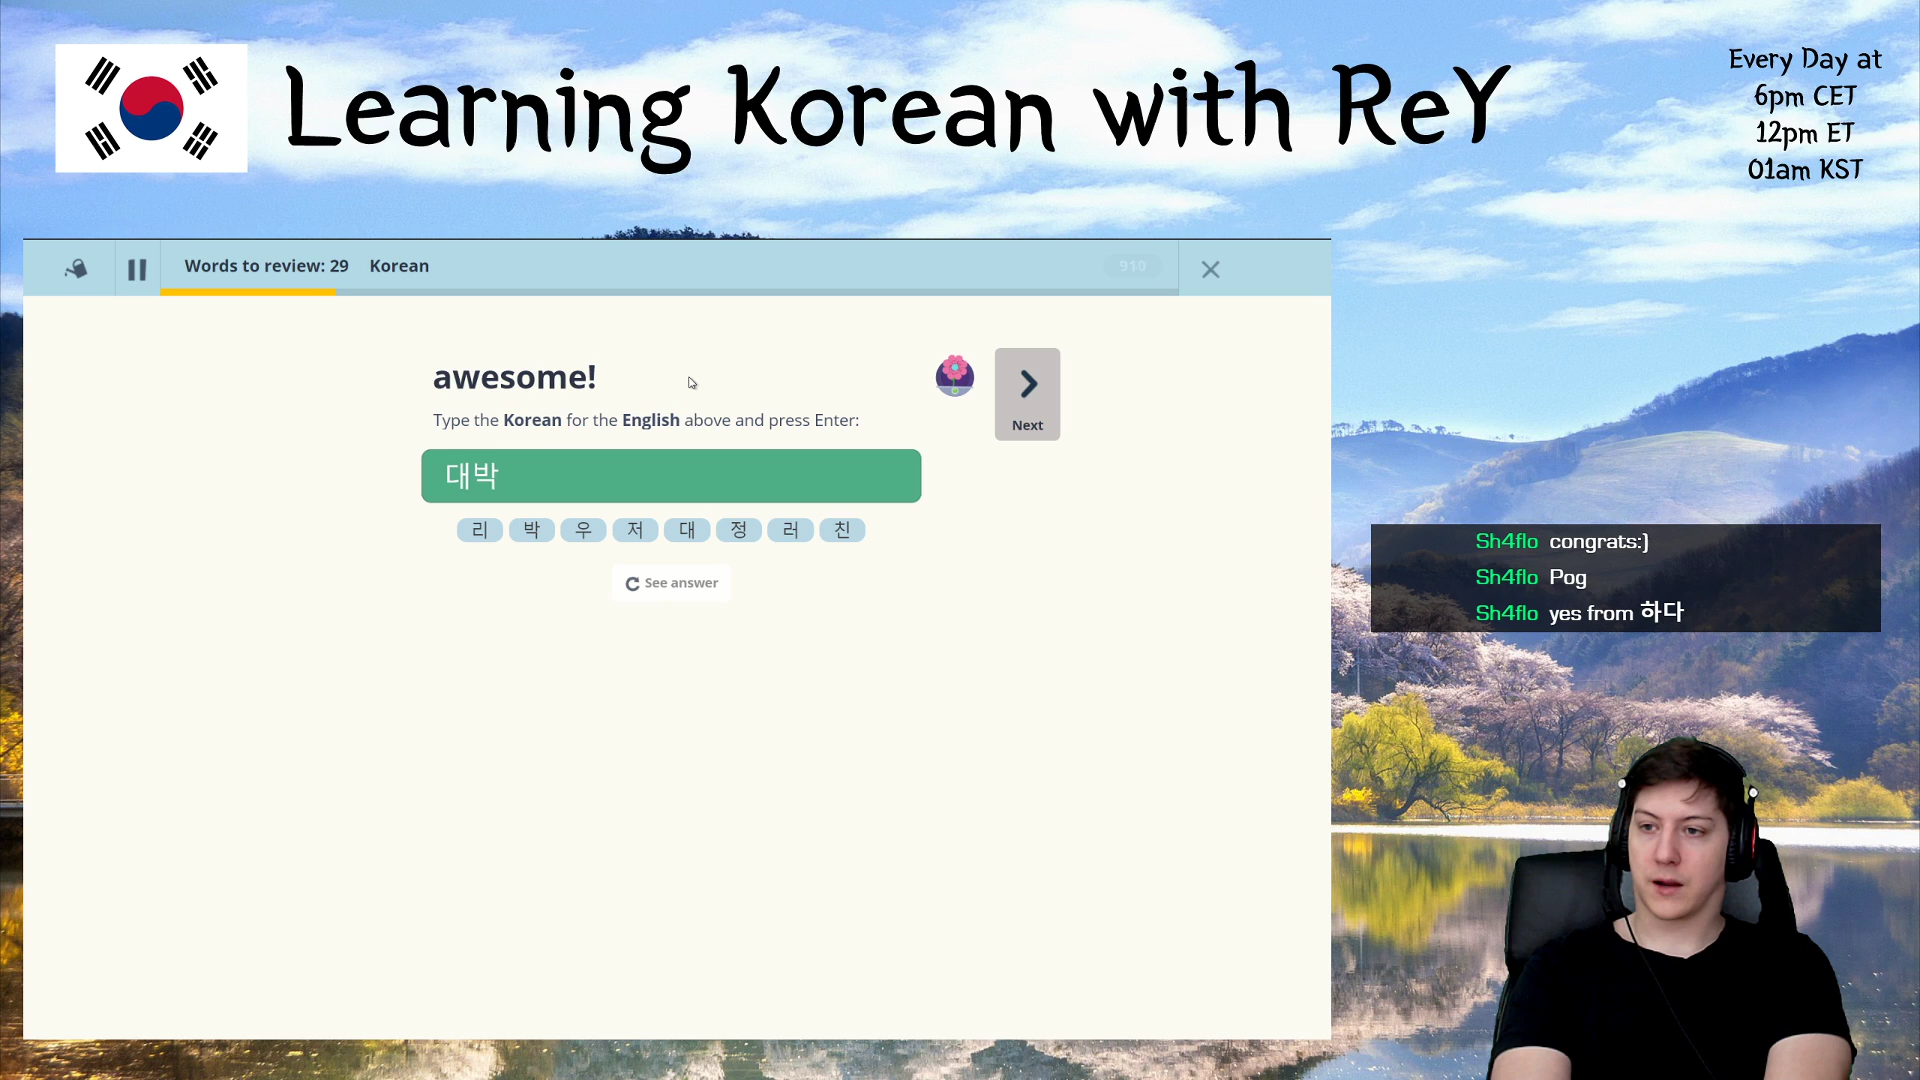 Learning Korean with ReY
Every Day at
6pm CET
12pm ET
01am KST
Words to review: 29 Korean 910
awesome!
Type the Korean for the English above and press Enter:
Next
대박
리 박 우 저 대 정 러 친
See answer
Sh4flo congrats:)
Sh4flo Pog
Sh4flo yes from 하다